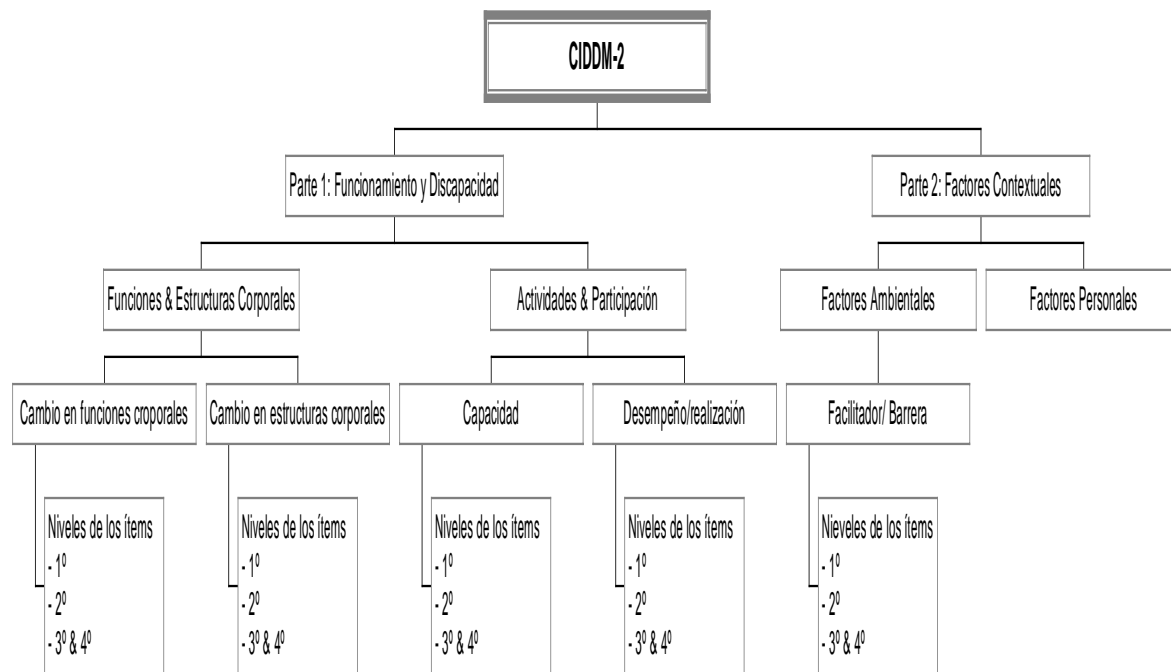 CIDDM-2
Parte 1: Funcionamiento y Discapacidad
Parte 2: Factores Contextuales
Funciones & Estructuras Corporales
Actividades & Participación
Factores Ambientales
Factores Personales
Cambio en funciones croporales
Cambio en estructuras corporales
Capacidad
Desempeño/realización
Facilitador/ Barrera
Niveles de los ítems
- 1º
- 2º
- 3º & 4º
Niveles de los ítems
- 1º
- 2º
- 3º & 4º
Niveles de los ítems
- 1º
- 2º
- 3º & 4º
Niveles de los ítems
- 1º
- 2º
- 3º & 4º
Nieveles de los ítems
- 1º
- 2º
- 3º & 4º